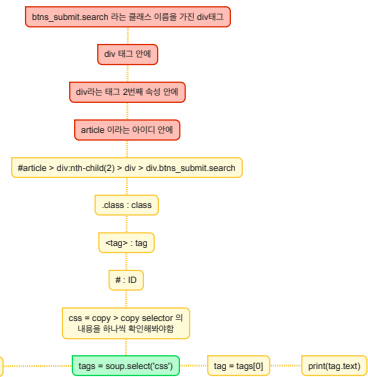 btns_submit.search 라는 클래스 이름을 가진 div태그
div 태그 안에
div라는 태그 2번째 속성 안에
article 이라는 아이디 안에
#article > div:nth-child(2) > div > div.btns_submit.search
.class : class
<tag> : tag
# : ID
css = copy > copy selector 의
내용을 하나씩 확인해봐야함
tags = soup.select('css')
tag = tags[0]
print(tag.text)